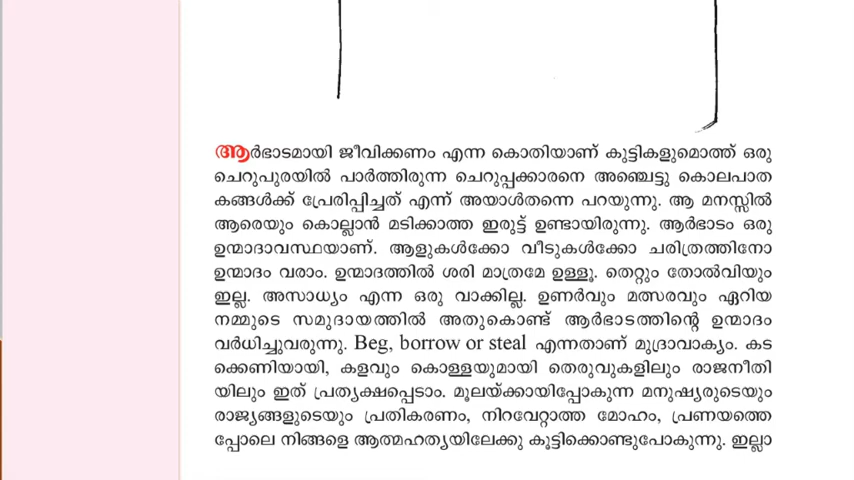 ആർഭാടമായി ജീവിക്കണം എന്ന കൊതിയാണ് കുട്ടികളുമൊത്ത് ഒരു
ചെറുപുരയിൽ പാർത്തിരുന്ന ചെറുപ്പക്കാരനെ അഞ്ചെട്ടു കൊലപാത
കങ്ങൾക്ക് പ്രേരിപ്പിച്ചത് എന്ന് അയാൾതന്നെ പറയുന്നു. ആ മനസ്സിൽ
ആരെയും കൊല്ലാൻ മടിക്കാത്ത ഇരുട്ട് ഉണ്ടായിരുന്നു. ആർഭാടം ഒരു
ഉന്മാദാവസ്ഥയാണ്. ആളുകൾക്കോ വീടുകൾക്കോ ചരിത്രത്തിനോ
ഉന്മാദം വരാം. ഉന്മാദത്തിൽ ശരി മാത്രമേ ഉള്ളൂ. തെറ്റും തോൽവിയും
ഇല്ല. അസാധ്യം എന്ന ഒരു വാക്കില്ല. ഉണർവും മത്സരവും ഏറിയ
നമ്മുടെ സമുദായത്തിൽ അതുകൊണ്ട് ആർഭാടത്തിന്റെ ഉന്മാദം
വർധിച്ചുവരുന്നു. Beg, borrow or steal എന്നതാണ് മുദ്രാവാക്യം. കട
ക്കെണിയായി, കളവും കൊള്ളയുമായി തെരുവുകളിലും രാജനീതി
യിലും ഇത് പ്രത്യക്ഷപ്പെടാം. മൂലയ്ക്കായിപ്പോകുന്ന മനുഷ്യരുടെയും
രാജ്യങ്ങളുടെയും പ്രതികരണം, നിറവേറ്റാത്ത മോഹം, പ്രണയത്തെ
പ്പോലെ നിങ്ങളെ ആത്മഹത്യയിലേക്കു കൂട്ടിക്കൊണ്ടുപോകുന്നു. ഇല്ലാ